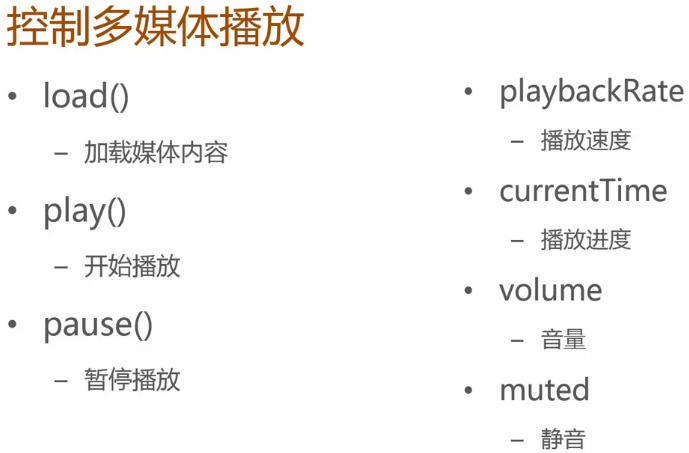 控制多媒体播放
• load()
– 加载媒体内容
• play()
– 开始播放
• pause()
– 暂停播放
• playbackRate
– 播放速度
• currentTime
– 播放进度
• volume
– 音量
• muted
– 静音